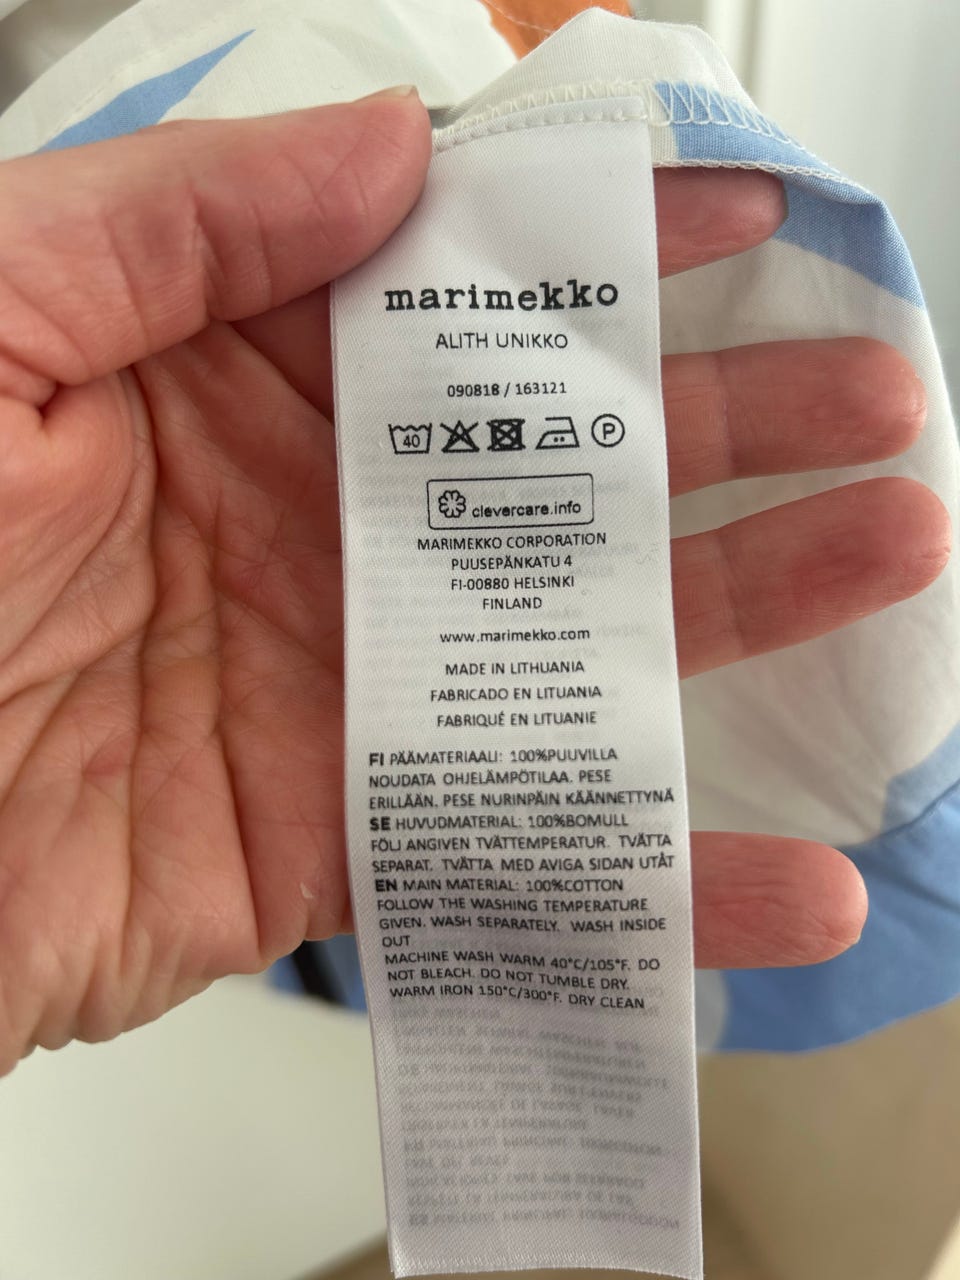 marimekko
ALITH UNIKKO
090818 / 163121
40 P
clevercare.info
MARIMEKKO CORPORATION
PUUSEPÄNKATU 4
FI-00880 HELSINKI
FINLAND
www.marimekko.com
MADE IN LITHUANIA
FABRICADO EN LITUANIA
FABRIQUÉ EN LITUANIE
FI PÄÄMATERIAALI: 100%PUUVILLA
NOUDATA OHJELÄMPÖTILAA. PESE
ERILLÄÄN. PESE NURINPÄIN KÄÄNNETTYNÄ
SE HUVUDMATERIAL: 100%BOMULL
FÖLJ ANGIVEN TVÄTTEMPERATUR. TVÄTTA
SEPARAT. TVÄTTA MED AVIGA SIDAN UTÅT
EN MAIN MATERIAL: 100%COTTON
FOLLOW THE WASHING TEMPERATURE
GIVEN. WASH SEPARATELY. WASH INSIDE
OUT
MACHINE WASH WARM 40°C/105°F. DO
NOT BLEACH. DO NOT TUMBLE DRY.
WARM IRON 150°C/300°F. DRY CLEAN